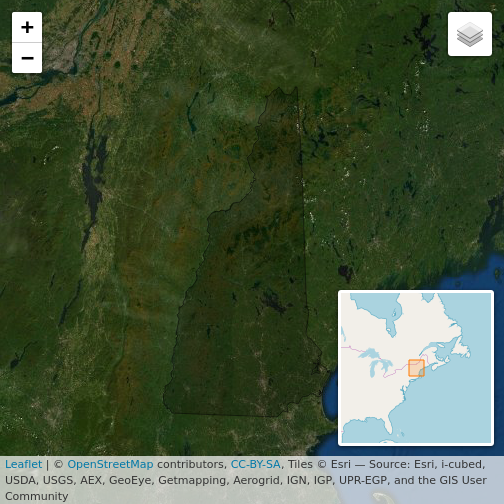 +
−
Leaflet | © OpenStreetMap contributors, CC-BY-SA, Tiles © Esri — Source: Esri, i-cubed,
USDA, USGS, AEX, GeoEye, Getmapping, Aerogrid, IGN, IGP, UPR-EGP, and the GIS User
Community